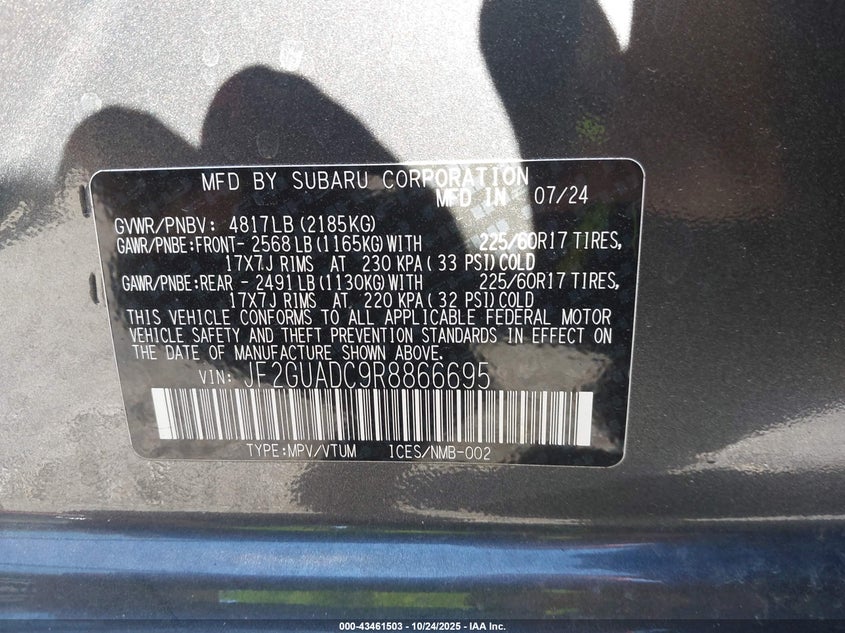 MFD BY SUBARU CORPORATION
MFD IN 07/24
GVWR/PNBV: 4817LB (2185KG)
GAWR/PNBE:FRONT- 2568 LB (1165KG) WITH 225/60R17 TIRES,
17X7J RIMS AT 230 KPA ( 33 PSI) COLD
GAWR/PNBE:REAR - 2491 LB (1130KG) WITH 225/60R17 TIRES,
17X7J RIMS AT 220 KPA ( 32 PSI) COLD
THIS VEHICLE CONFORMS TO ALL APPLICABLE FEDERAL MOTOR
VEHICLE SAFETY AND THEFT PREVENTION STANDARDS IN EFFECT ON
THE DATE OF MANUFACTURE SHOWN ABOVE.
VIN: JF2GUADC9R8866695
TYPE:MPV/VTUM ICES/NMB-002
000-43461503 - 10/24/2025 - IAA Inc.